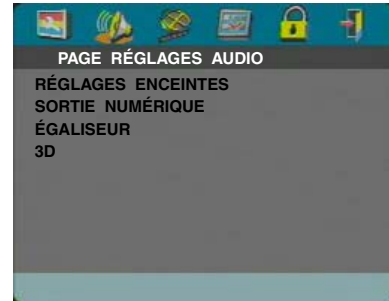 PAGE RÉGLAGES AUDIO
RÉGLAGES ENCEINTES
SORTIE NUMÉRIQUE
ÉGALISEUR
3D